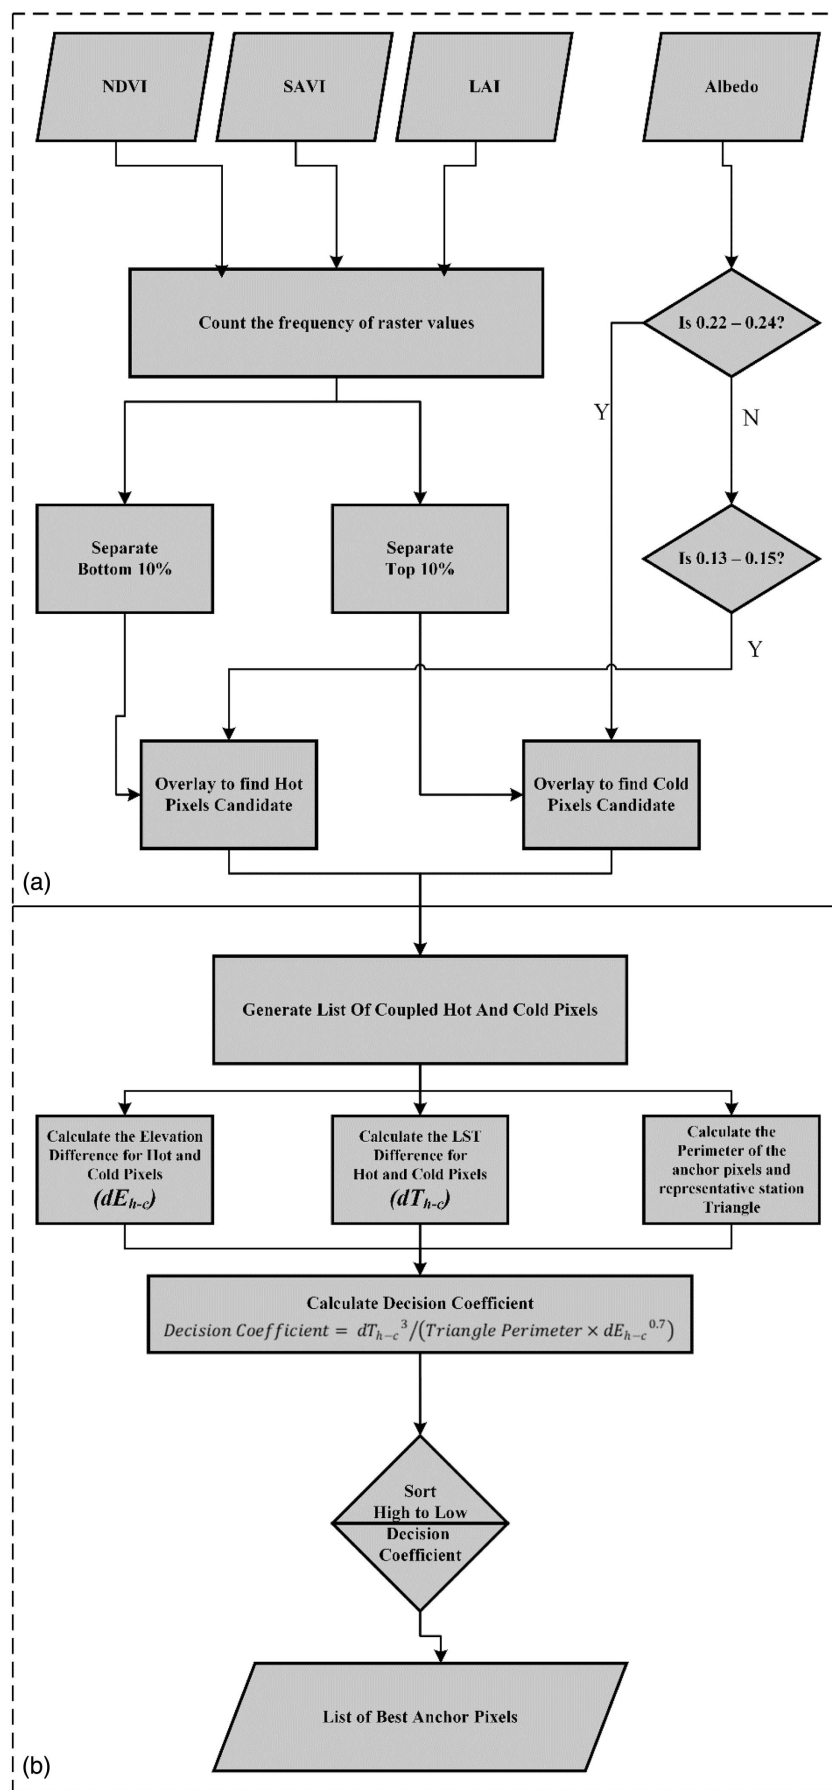 NDVI
SAVI
LAI
Albedo
Count the frequency of raster values
Is 0.22 – 0.24?
Y
N
Separate
Bottom 10%
Separate
Top 10%
Is 0.13 – 0.15?
Y
Overlay to find Hot
Pixels Candidate
Overlay to find Cold
Pixels Candidate
(a)
Generate List Of Coupled Hot And Cold Pixels
Calculate the Elevation
Difference for Hot and
Cold Pixels
(dEh-c)
Calculate the LST
Difference for
Hot and Cold Pixels
(dTh-c)
Calculate the
Perimeter of the
anchor pixels and
representative station
Triangle
Calculate Decision Coefficient
Decision Coefficient = dTh−c³/(Triangle Perimeter × dEh−c⁰·⁷)
Sort
High to Low
Decision
Coefficient
List of Best Anchor Pixels
(b)